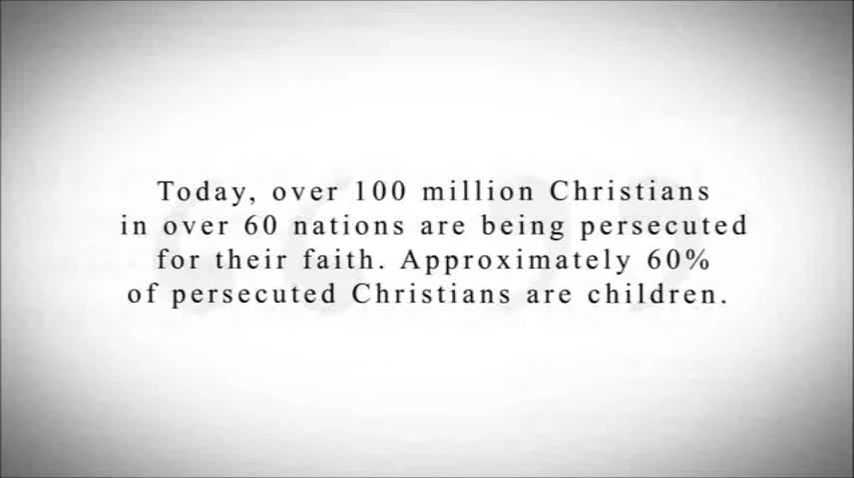 Today, over 100 million Christians
in over 60 nations are being persecuted
for their faith. Approximately 60%
of persecuted Christians are children.